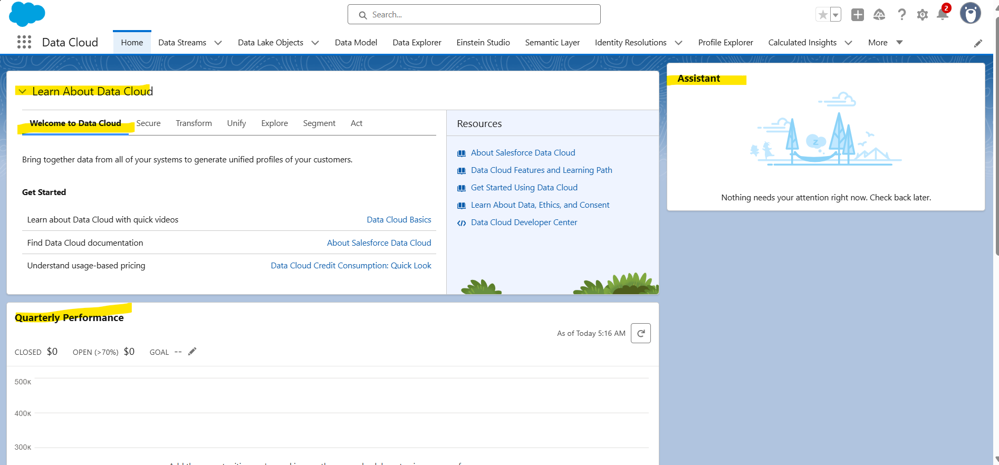 Search...
2
Data Cloud
Home
Data Streams
Data Lake Objects
Data Model
Data Explorer
Einstein Studio
Semantic Layer
Identity Resolutions
Profile Explorer
Calculated Insights
More
Learn About Data Cloud
Welcome to Data Cloud
Secure
Transform
Unify
Explore
Segment
Act
Bring together data from all of your systems to generate unified profiles of your customers.
Get Started
Learn about Data Cloud with quick videos
Data Cloud Basics
Find Data Cloud documentation
About Salesforce Data Cloud
Understand usage-based pricing
Data Cloud Credit Consumption: Quick Look
Resources
About Salesforce Data Cloud
Data Cloud Features and Learning Path
Get Started Using Data Cloud
Learn About Data, Ethics, and Consent
Data Cloud Developer Center
Assistant
z
Nothing needs your attention right now. Check back later.
Quarterly Performance
As of Today 5:16 AM
CLOSED $0 OPEN (>70%) $0 GOAL --
500K
400K
300K